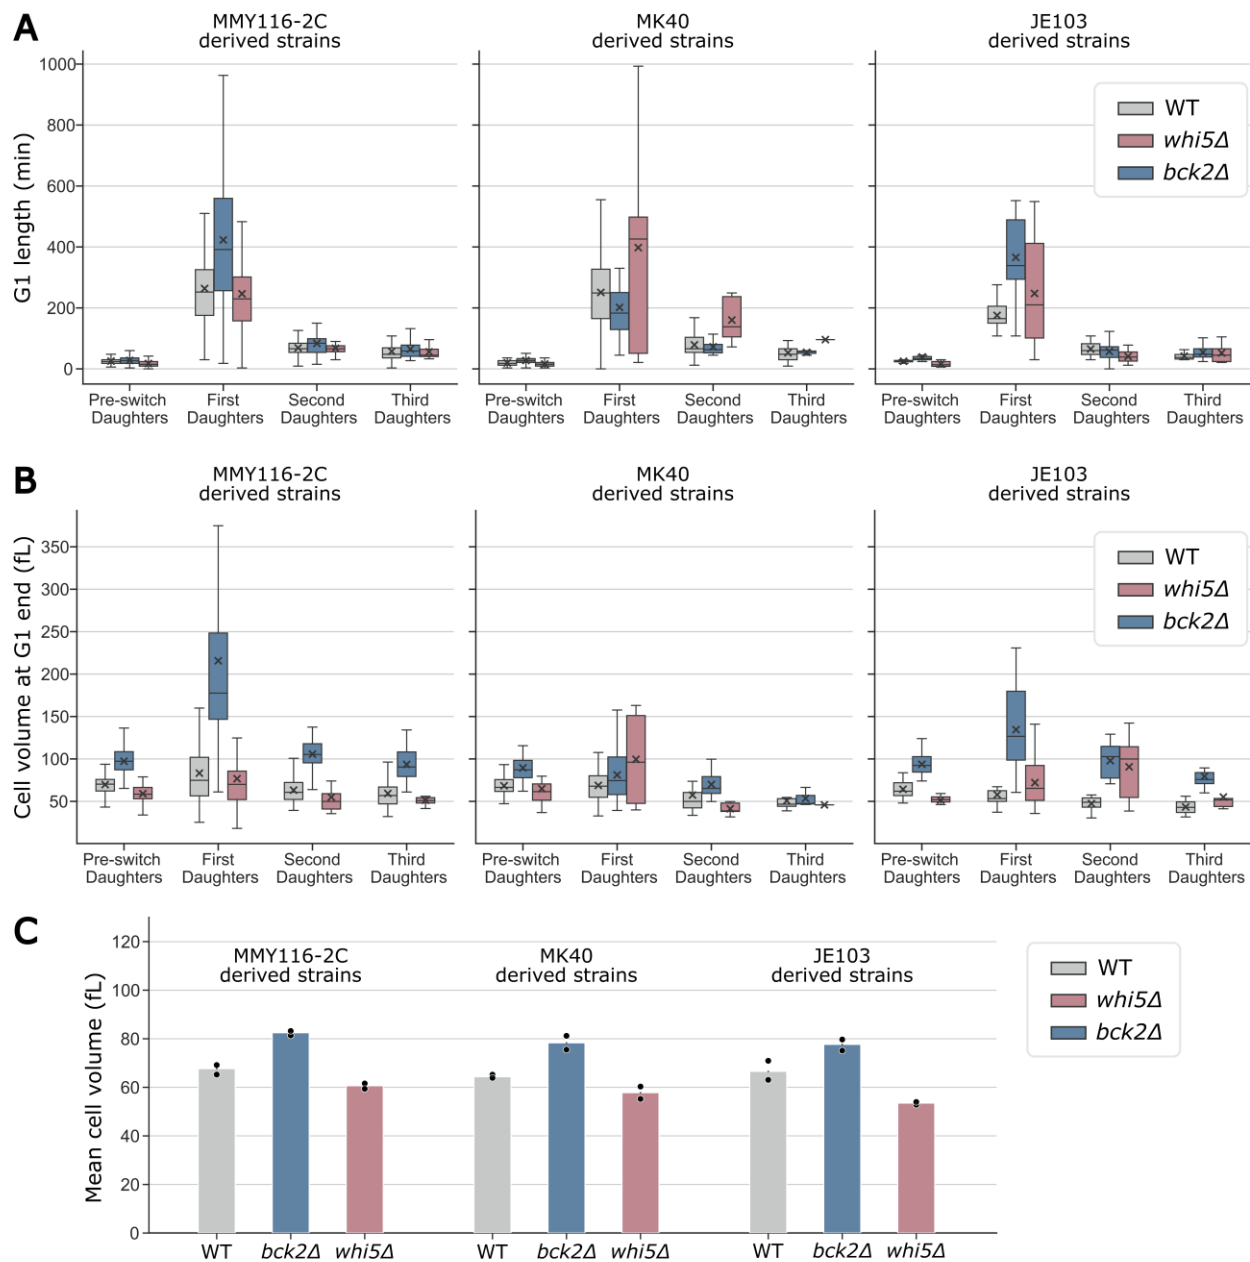 A
MMY116-2C
derived strains
MK40
derived strains
JE103
derived strains
G1 length (min)
1000
800
600
400
200
0
WT
whi5Δ
bck2Δ
Pre-switch
Daughters
First
Daughters
Second
Daughters
Third
Daughters
Pre-switch
Daughters
First
Daughters
Second
Daughters
Third
Daughters
Pre-switch
Daughters
First
Daughters
Second
Daughters
Third
Daughters
B
MMY116-2C
derived strains
MK40
derived strains
JE103
derived strains
Cell volume at G1 end (fL)
350
300
250
200
150
100
50
WT
whi5Δ
bck2Δ
Pre-switch
Daughters
First
Daughters
Second
Daughters
Third
Daughters
Pre-switch
Daughters
First
Daughters
Second
Daughters
Third
Daughters
Pre-switch
Daughters
First
Daughters
Second
Daughters
Third
Daughters
C
Mean cell volume (fL)
120
100
80
60
40
20
0
MMY116-2C
derived strains
MK40
derived strains
JE103
derived strains
WT
whi5Δ
bck2Δ
WT
bck2Δ
whi5Δ
WT
bck2Δ
whi5Δ
WT
bck2Δ
whi5Δ